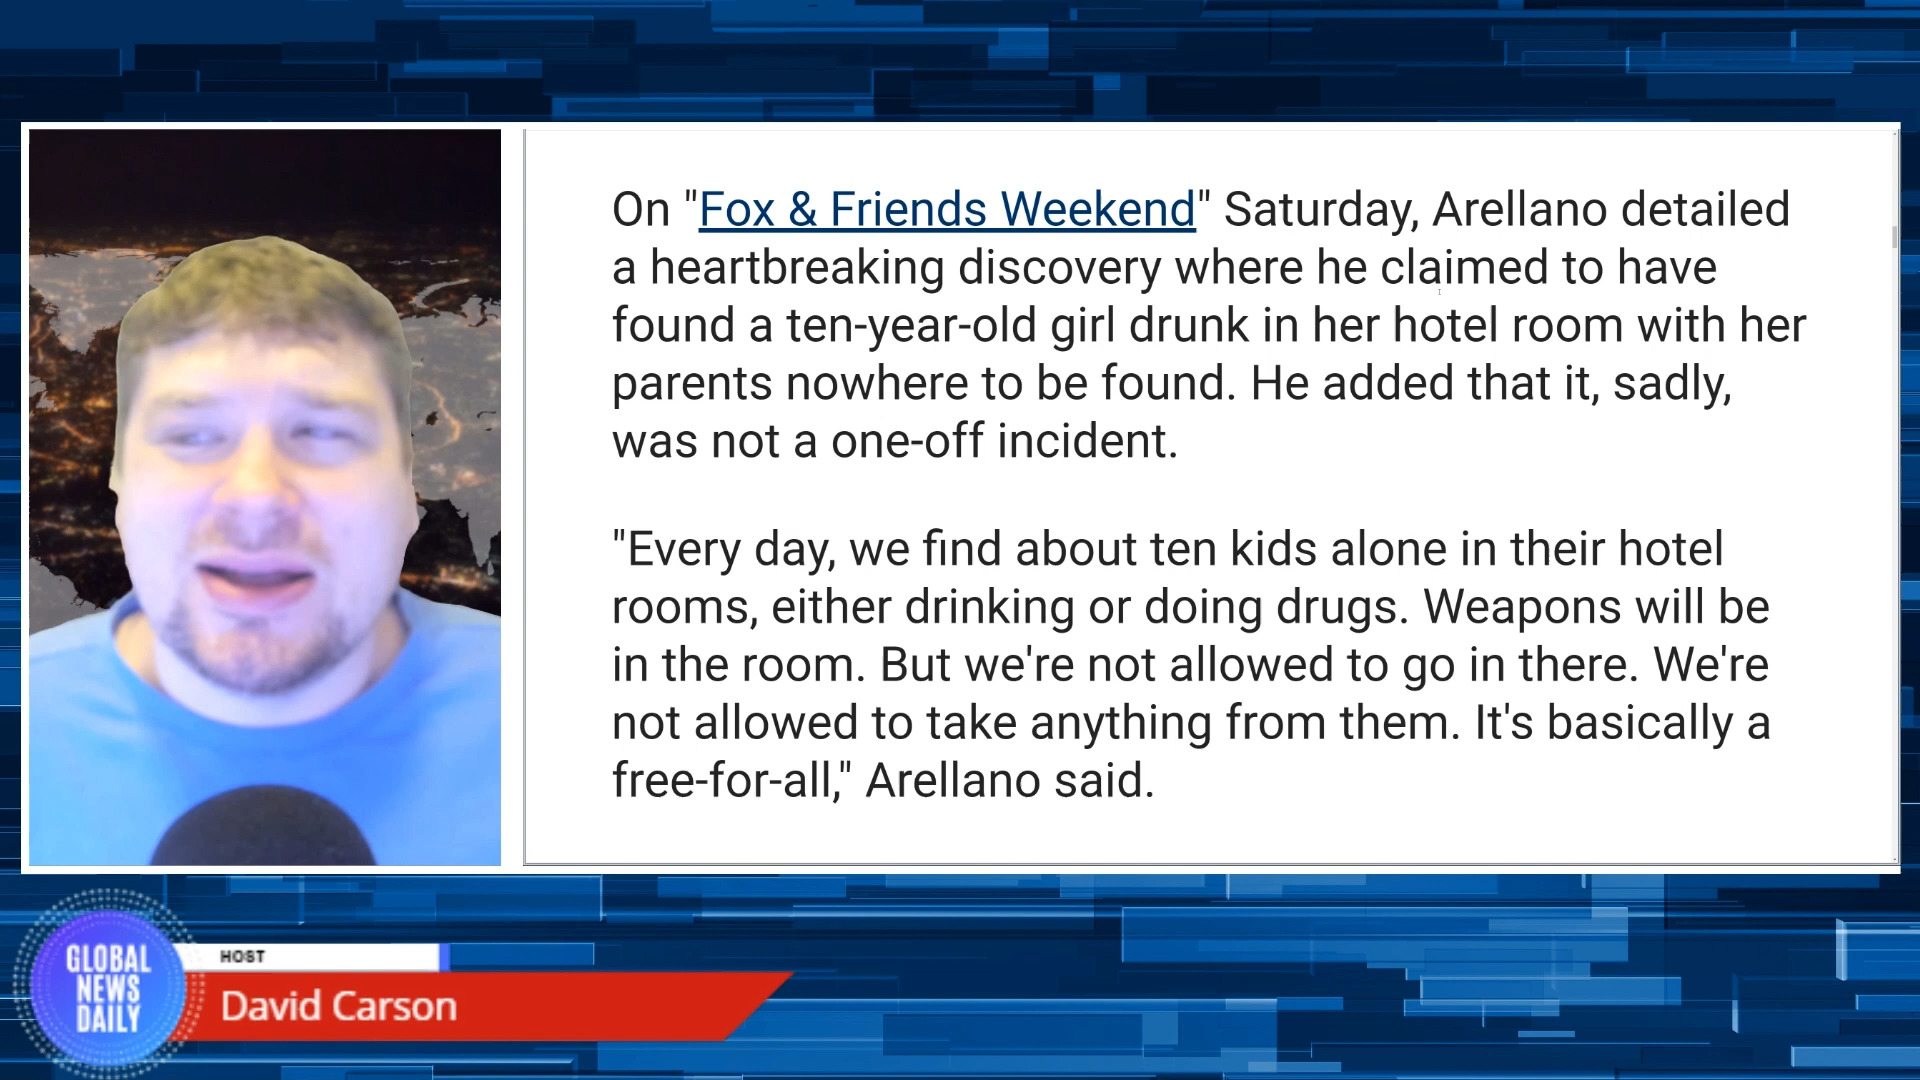 On "Fox & Friends Weekend" Saturday, Arellano detailed
a heartbreaking discovery where he claimed to have
found a ten-year-old girl drunk in her hotel room with her
parents nowhere to be found. He added that it, sadly,
was not a one-off incident.
"Every day, we find about ten kids alone in their hotel
rooms, either drinking or doing drugs. Weapons will be
in the room. But we're not allowed to go in there. We're
not allowed to take anything from them. It's basically a
free-for-all," Arellano said.
GLOBAL
NEWS
DAILY
HOST
David Carson